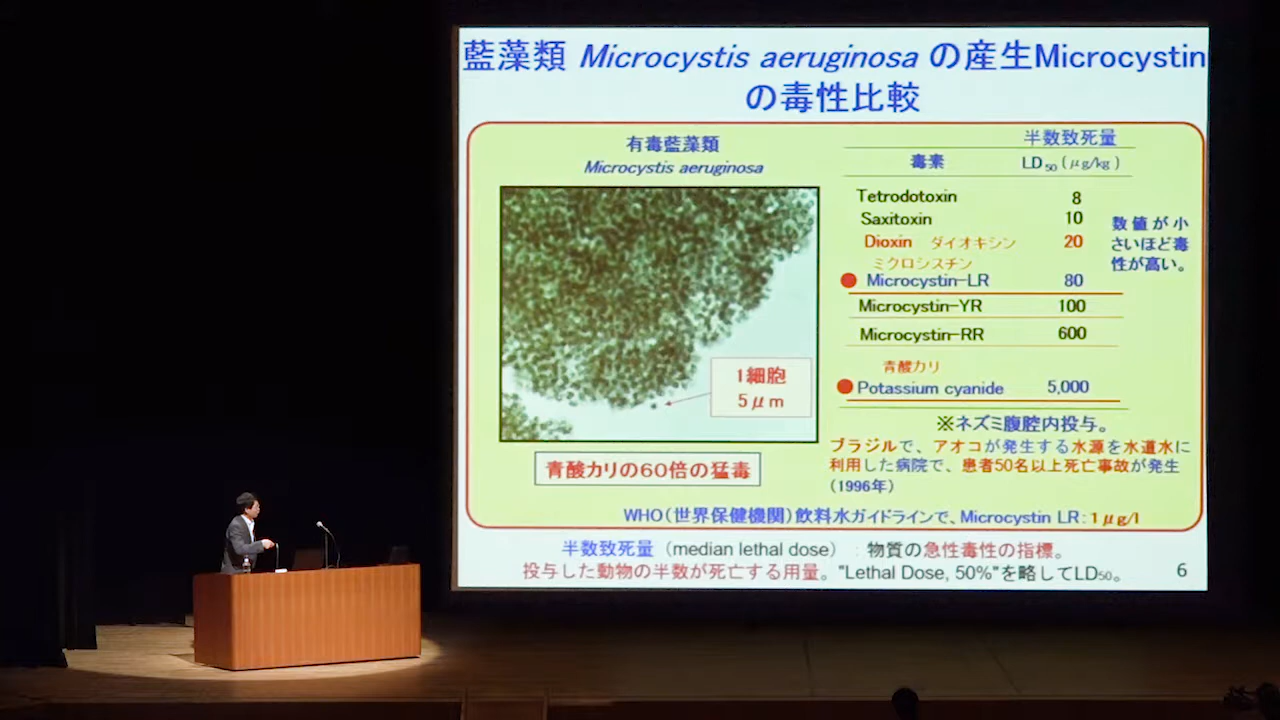 藍藻類 Microcystis aeruginosa の産生Microcystin
の毒性比較
有毒藍藻類
Microcystis aeruginosa
1細胞
5μm
青酸カリの60倍の猛毒
半数致死量
毒素 LD50(μg/kg)
Tetrodotoxin 8
Saxitoxin 10
Dioxin ダイオキシン 20
ミクロシスチン
Microcystin-LR 80
Microcystin-YR 100
Microcystin-RR 600
青酸カリ
Potassium cyanide 5,000
数値が小
さいほど毒
性が高い。
※ネズミ腹腔内投与。
ブラジルで、アオコが発生する水源を水道水に
利用した病院で、患者50名以上死亡事故が発生
(1996年)
WHO(世界保健機関)飲料水ガイドラインで、Microcystin LR:1μg/l
半数致死量（median lethal dose）:物質の急性毒性の指標。
投与した動物の半数が死亡する用量。"Lethal Dose, 50%"を略してLD50。
6